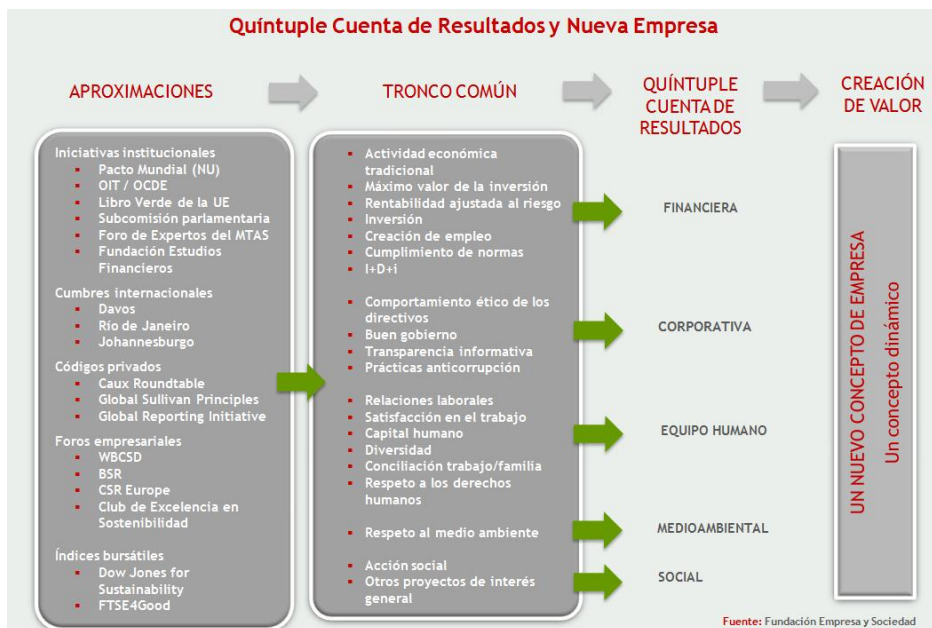 Quíntuple Cuenta de Resultados y Nueva Empresa
APROXIMACIONES
TRONCO COMÚN
QUÍNTUPLE
CUENTA DE
RESULTADOS
CREACIÓN
DE VALOR
Iniciativas institucionales
Pacto Mundial (NU)
OIT / OCDE
Libro Verde de la UE
Subcomisión parlamentaria
Foro de Expertos del MTAS
Fundación Estudios
Financieros
Cumbres internacionales
Davos
Río de Janeiro
Johannesburgo
Códigos privados
Caux Roundtable
Global Sullivan Principles
Global Reporting Initiative
Foros empresariales
WBCSD
BSR
CSR Europe
Club de Excelencia en
Sostenibilidad
Índices bursátiles
Dow Jones for
Sustainability
FTSE4Good
Actividad económica
tradicional
Máximo valor de la inversión
Rentabilidad ajustada al riesgo
Inversión
Creación de empleo
Cumplimiento de normas
I+D+i
Comportamiento ético de los
directivos
Buen gobierno
Transparencia informativa
Prácticas anticorrupción
Relaciones laborales
Satisfacción en el trabajo
Capital humano
Diversidad
Conciliación trabajo/familia
Respeto a los derechos
humanos
Respeto al medio ambiente
Acción social
Otros proyectos de interés
general
FINANCIERA
CORPORATIVA
EQUIPO HUMANO
MEDIOAMBIENTAL
SOCIAL
UN NUEVO CONCEPTO DE EMPRESA
Un concepto dinámico
Fuente: Fundación Empresa y Sociedad